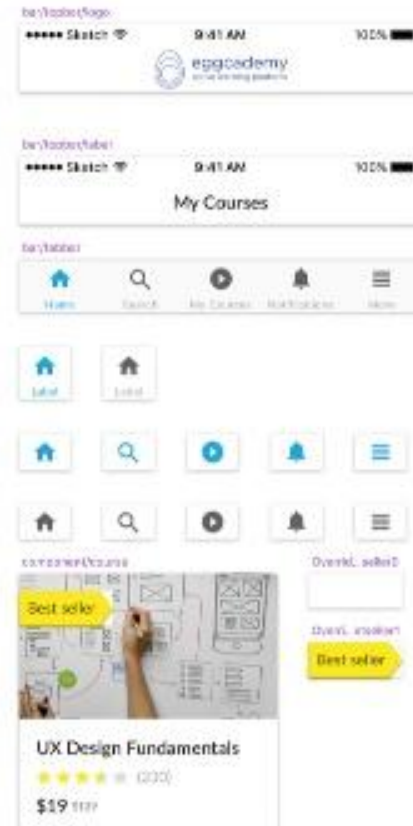 bar/topbar/logo
Sketch 9:41 AM 100%
eggcademy
bar/topbar/label
Sketch 9:41 AM 100%
My Courses
bar/tabbar
Home Search My Courses Notifications More
Label Label
component/course
Best seller
Best seller
UX Design Fundamentals
(230)
$19